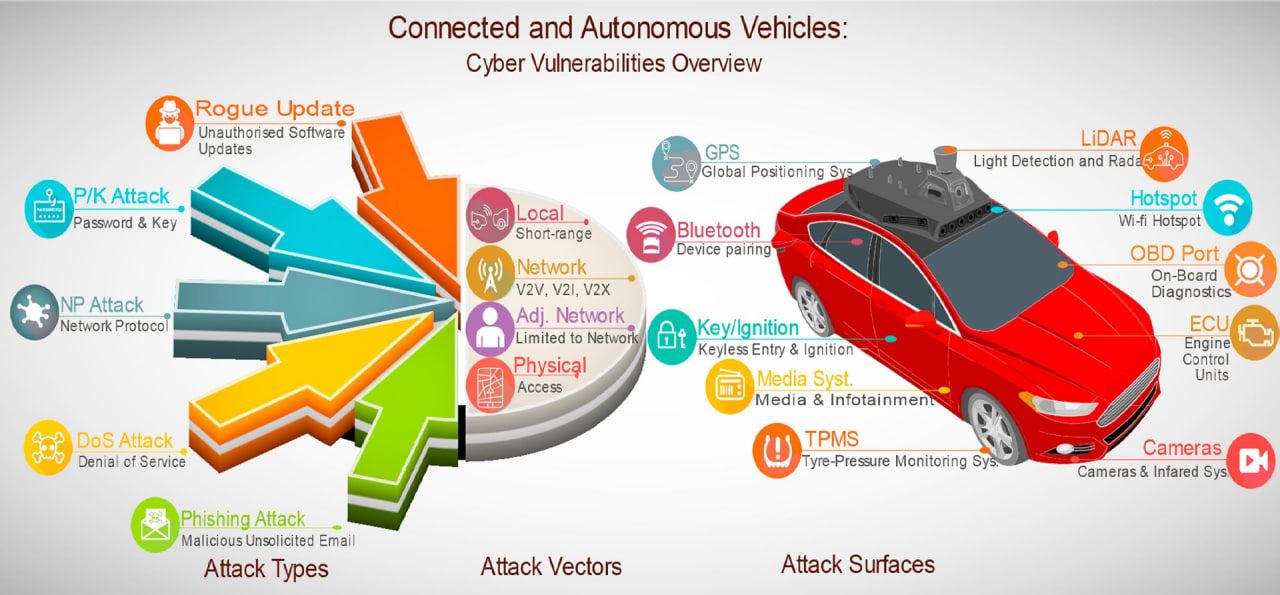 Connected and Autonomous Vehicles:
Cyber Vulnerabilities Overview
Rogue Update
Unauthorised Software
Updates
P/K Attack
Password & Key
NP Attack
Network Protocol
DoS Attack
Denial of Service
Phishing Attack
Malicious Unsolicited Email
Attack Types
Local
Short-range
Network
V2V, V2I, V2X
Adj. Network
Limited to Network
Physical
Access
Attack Vectors
GPS
Global Positioning Sys.
Bluetooth
Device pairing
Key/Ignition
Keyless Entry & Ignition
Media Syst.
Media & Infotainment
TPMS
Tyre-Pressure Monitoring Sys.
LiDAR
Light Detection and Rada
Hotspot
Wi-fi Hotspot
OBD Port
On-Board
Diagnostics
ECU
Engine
Control
Units
Cameras
Cameras & Infared Sys.
Attack Surfaces
PASSWORD